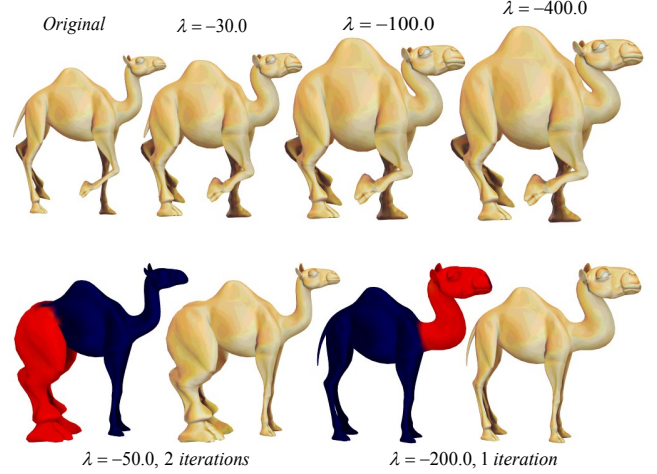 Original
λ = −30.0
λ = −100.0
λ = −400.0
λ = −50.0, 2 iterations
λ = −200.0, 1 iteration